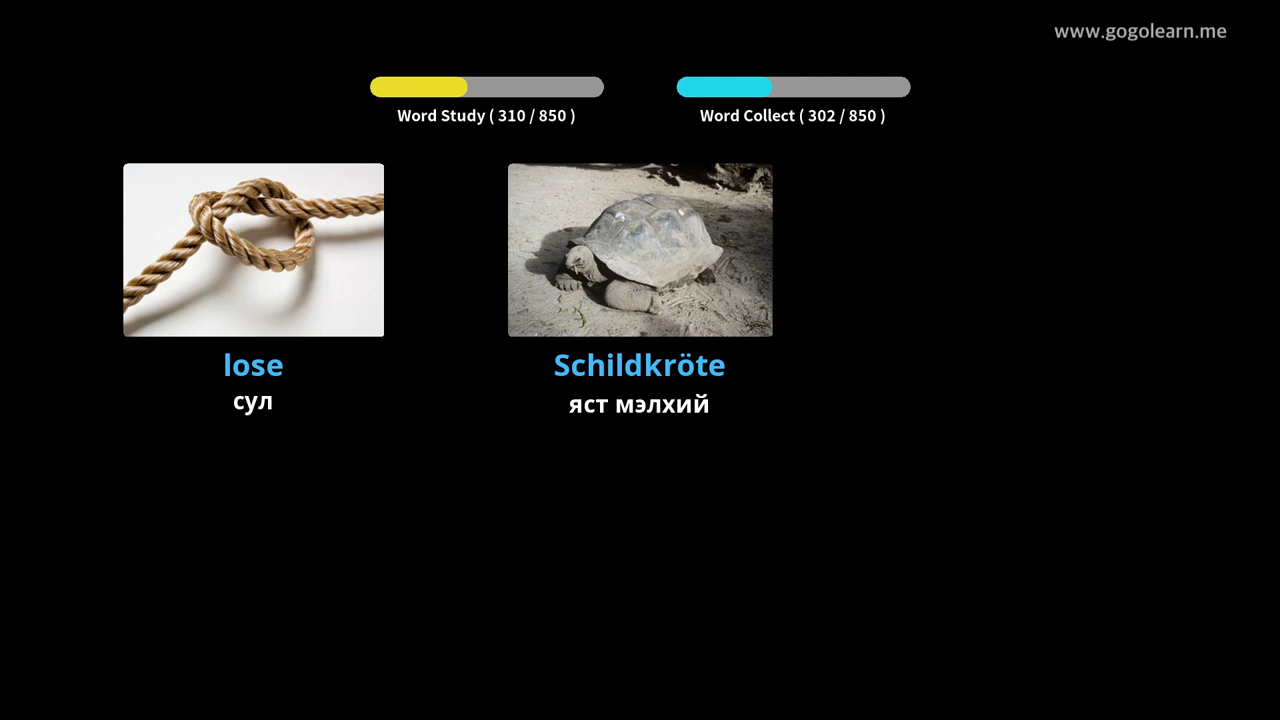 www.gogolearn.me
Word Study ( 310 / 850 )
Word Collect ( 302 / 850 )
lose
сул
Schildkröte
яст мэлхий